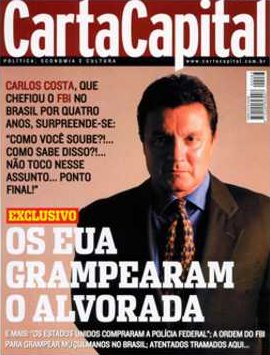 CartaCapital
POLÍTICA, ECONOMIA E CULTURA www.cartacapital.com.br
CARLOS COSTA, QUE
CHEFIOU O FBI NO
BRASIL POR QUATRO
ANOS, SURPREENDE-SE:
"COMO VOCÊ SOUBE?!...
COMO SABE DISSO?!...
NÃO TOCO NESSE
ASSUNTO... PONTO
FINAL!"
EXCLUSIVO
OS EUA
GRAMPEARAM
O ALVORADA
E MAIS: "OS ESTADOS UNIDOS COMPRARAM A POLÍCIA FEDERAL"; A ORDEM DO FBI
PARA GRAMPEAR MUÇULMANOS NO BRASIL; ATENTADOS TRAMADOS AQUI...